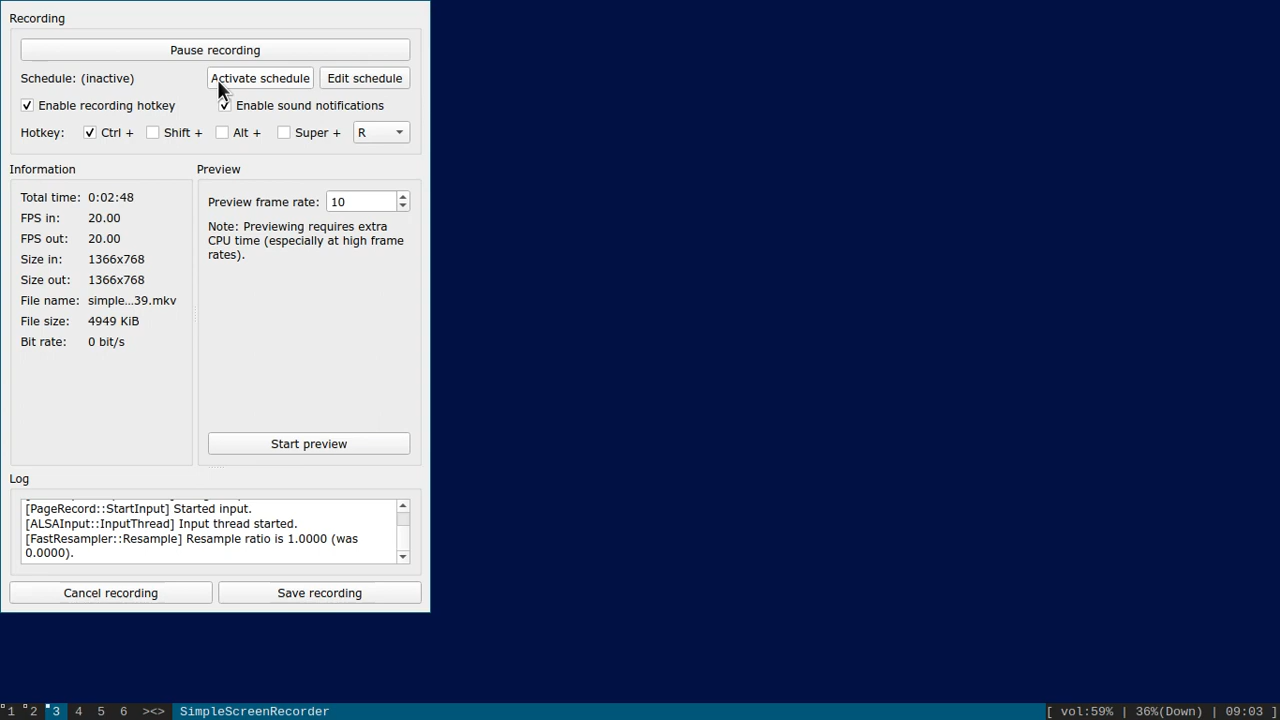 Recording
Pause recording
Schedule: (inactive) Activate schedule Edit schedule
Enable recording hotkey Enable sound notifications
Hotkey: Ctrl + Shift + Alt + Super + R
Information
Total time: 0:02:48
FPS in: 20.00
FPS out: 20.00
Size in: 1366x768
Size out: 1366x768
File name: simple...39.mkv
File size: 4949 KiB
Bit rate: 0 bit/s
Preview
Preview frame rate: 10
Note: Previewing requires extra
CPU time (especially at high frame
rates).
Start preview
Log
[PageRecord::StartInput] Started input.
[ALSAInput::InputThread] Input thread started.
[FastResampler::Resample] Resample ratio is 1.0000 (was
0.0000).
Cancel recording Save recording
1 2 3 4 5 6 ><> SimpleScreenRecorder [ vol:59% | 36%(Down) | 09:03 ]